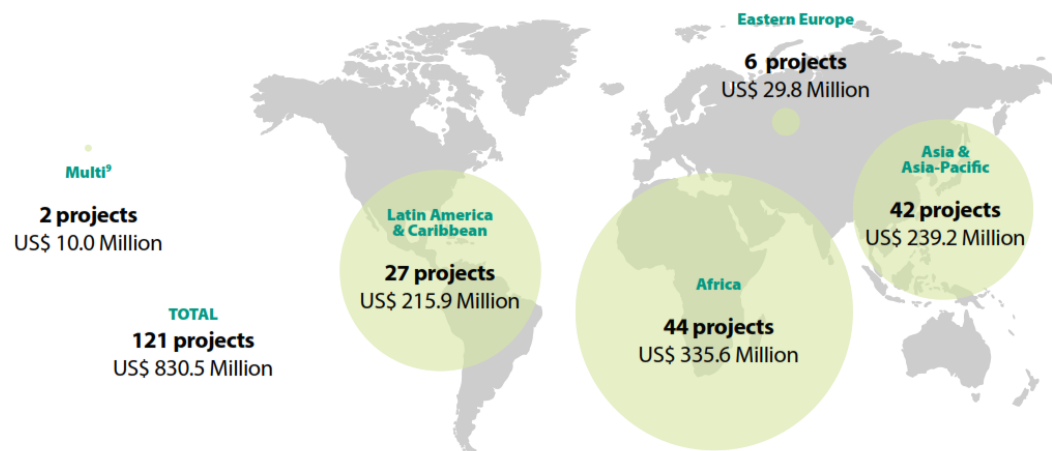 Eastern Europe
6 projects
US$ 29.8 Million
Multi⁹
2 projects
US$ 10.0 Million
Latin America
& Caribbean
27 projects
US$ 215.9 Million
Asia &
Asia-Pacific
42 projects
US$ 239.2 Million
Africa
44 projects
US$ 335.6 Million
TOTAL
121 projects
US$ 830.5 Million